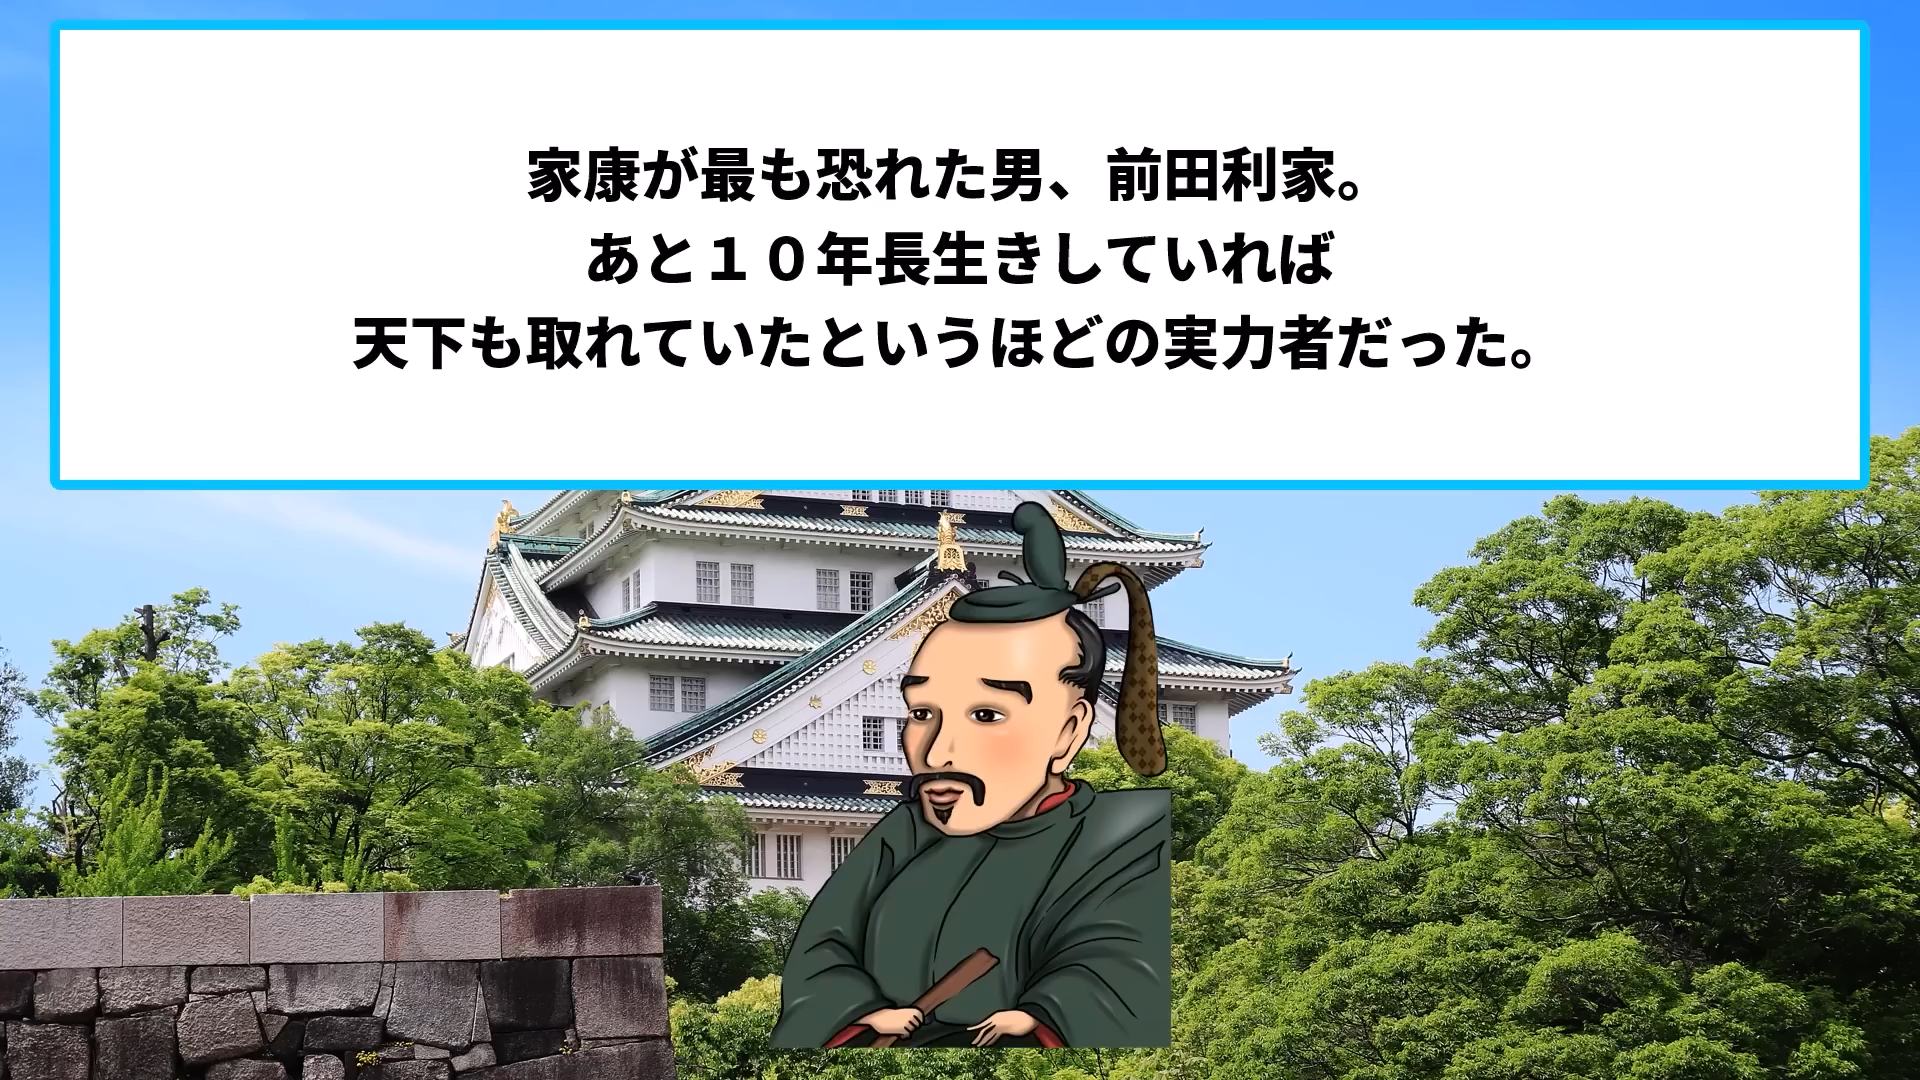 家康が最も恐れた男、前田利家。
あと１０年長生きしていれば
天下も取れていたというほどの実力者だった。